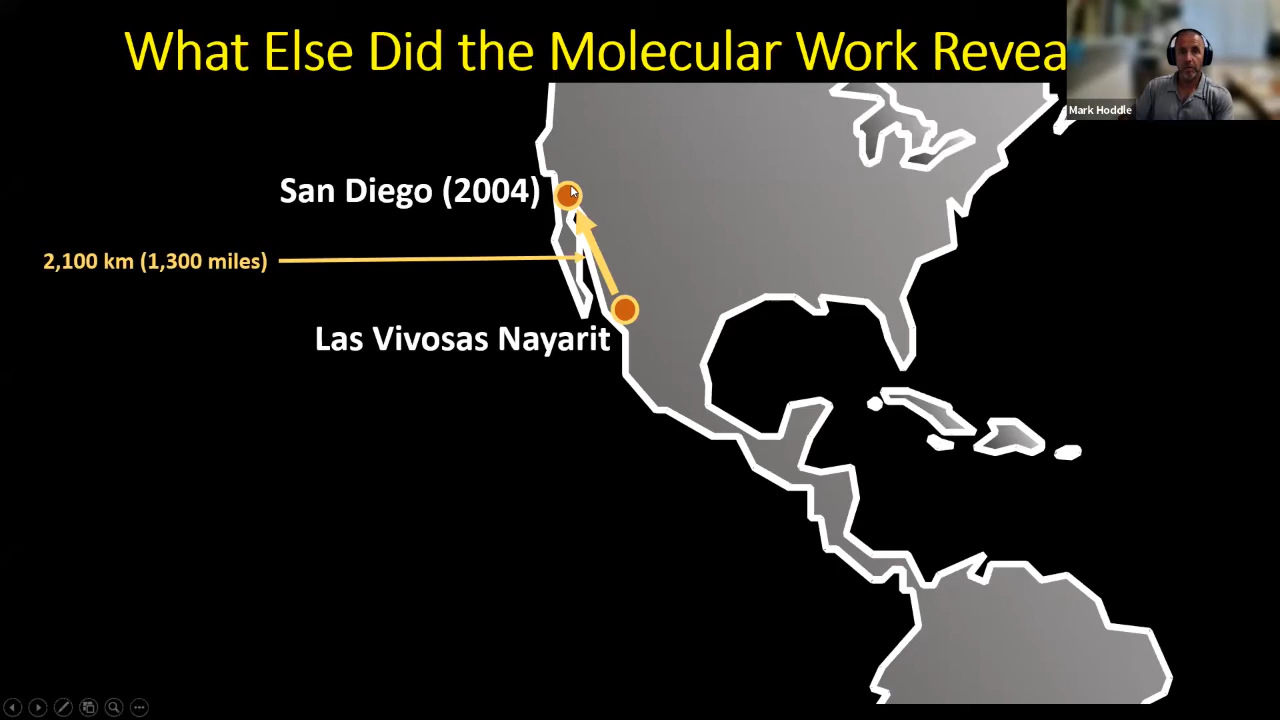 What Else Did the Molecular Work Revea
Mark Hoddle
San Diego (2004)
2,100 km (1,300 miles)
Las Vivosas Nayarit